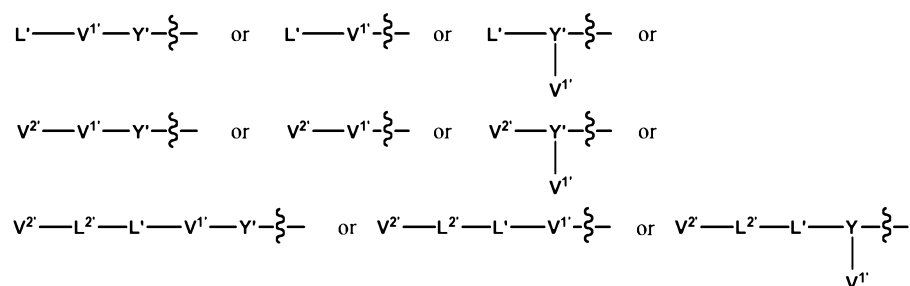 L' V¹' Y' or L' V¹' or L' Y' or
V¹'
V²' V¹' Y' or V²' V¹' or V²' Y' or
V¹'
V²' L²' L' V¹' Y' or V²' L²' L' V¹' or V²' L²' L' Y
V¹'